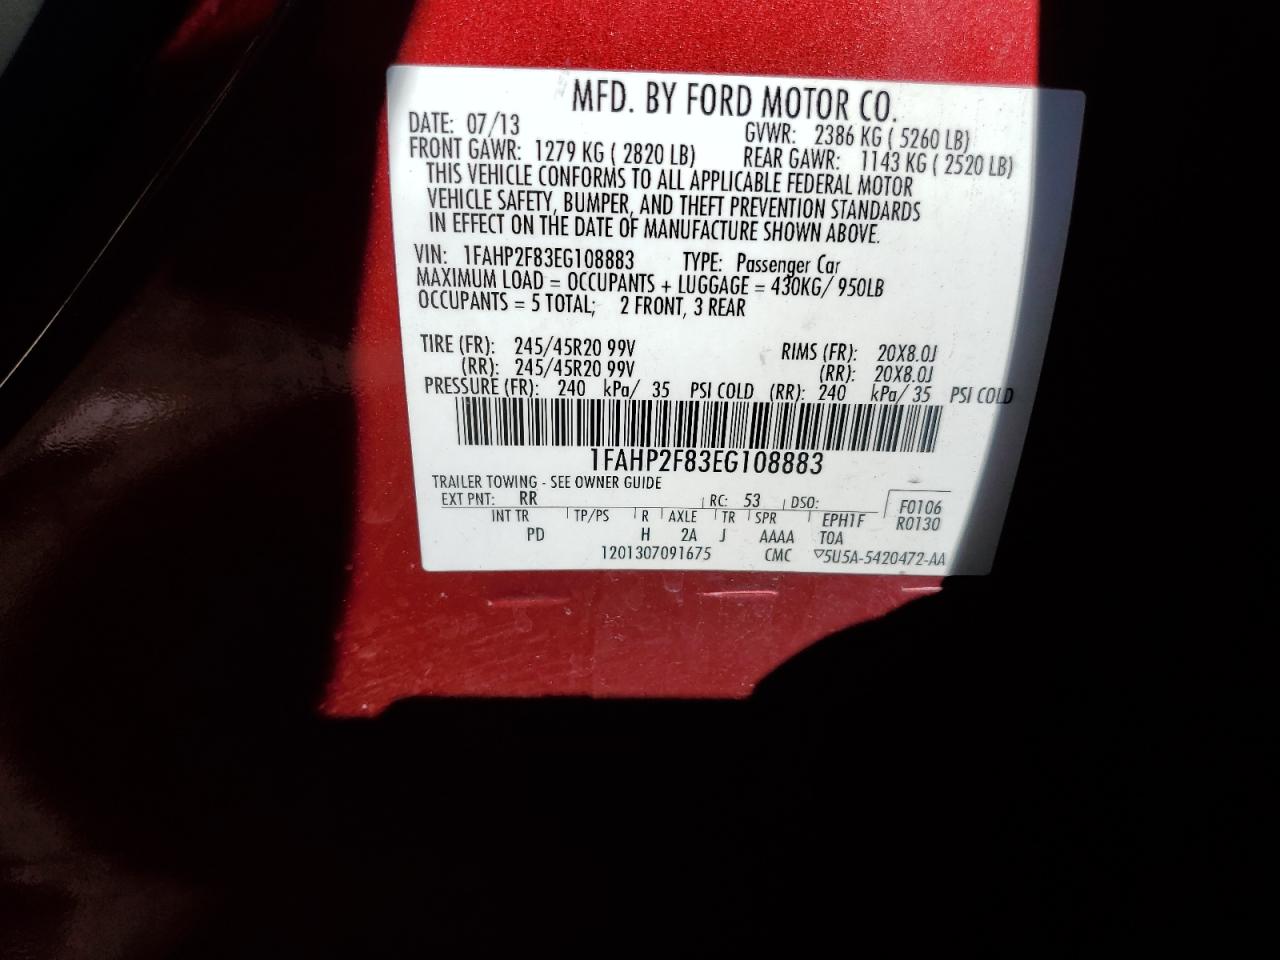 MFD. BY FORD MOTOR CO.
DATE: 07/13 GVWR: 2386 KG ( 5260 LB)
FRONT GAWR: 1279 KG ( 2820 LB) REAR GAWR: 1143 KG ( 2520 LB)
THIS VEHICLE CONFORMS TO ALL APPLICABLE FEDERAL MOTOR
VEHICLE SAFETY, BUMPER, AND THEFT PREVENTION STANDARDS
IN EFFECT ON THE DATE OF MANUFACTURE SHOWN ABOVE.
VIN: 1FAHP2F83EG108883 TYPE: Passenger Car
MAXIMUM LOAD = OCCUPANTS + LUGGAGE = 430KG/ 950LB
OCCUPANTS = 5 TOTAL; 2 FRONT, 3 REAR
TIRE (FR): 245/45R20 99V RIMS (FR): 20X8.0J
(RR): 245/45R20 99V (RR): 20X8.0J
PRESSURE (FR): 240 kPa/ 35 PSI COLD (RR): 240 kPa/ 35 PSI COLD
1FAHP2F83EG108883
TRAILER TOWING - SEE OWNER GUIDE
EXT PNT: RR RC: 53 DSO: F0106
INT TR TP/PS R AXLE TR SPR EPH1F R0130
PD H 2A J AAAA TOA
1201307091675 CMC ▽5U5A-5420472-AA